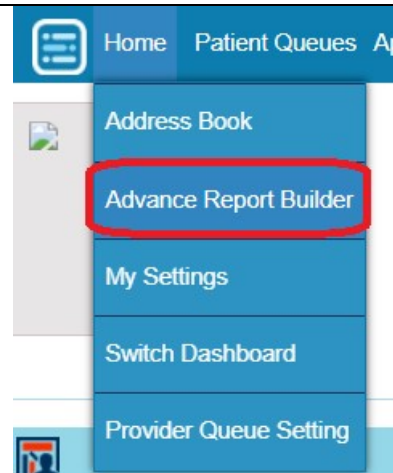 Home Patient Queues
Address Book
Advance Report Builder
My Settings
Switch Dashboard
Provider Queue Setting